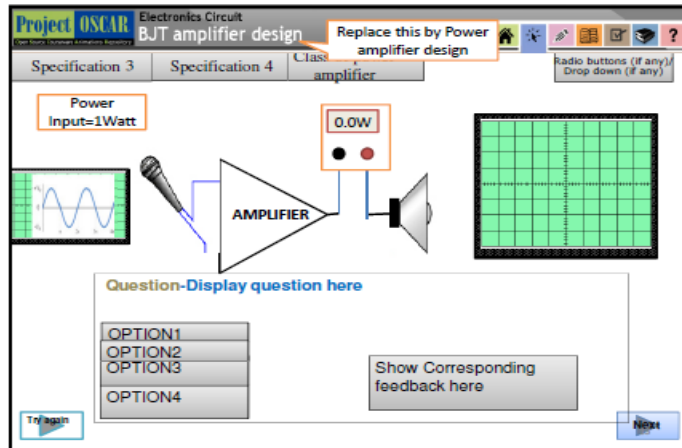 Project OSCAR
Open Source Courseware Animations Repository
Electronics Circuit
BJT amplifier design
Replace this by Power
amplifier design
?
Specification 3
Specification 4
amplifier
Radio buttons (if any)/
Drop down (if any)
Power
Input=1Watt
0.0W
AMPLIFIER
Question-Display question here
OPTION1
OPTION2
OPTION3
OPTION4
Show Corresponding
feedback here
Try again
Next